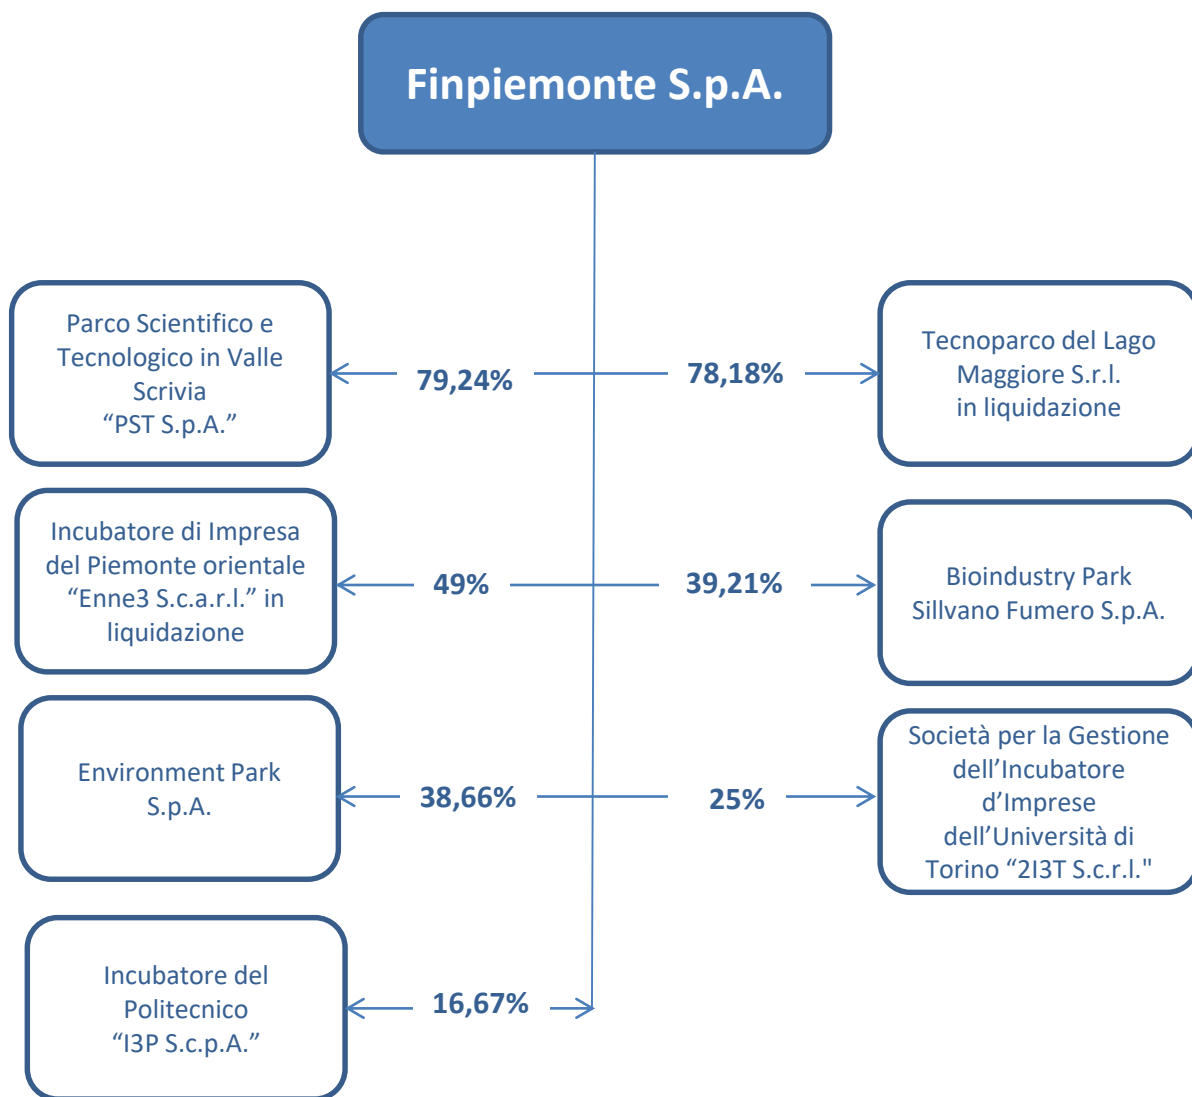 Finpiemonte S.p.A.
Parco Scientifico e
Tecnologico in Valle
Scrivia
“PST S.p.A.”
79,24%
78,18%
Tecnoparco del Lago
Maggiore S.r.l.
in liquidazione
Incubatore di Impresa
del Piemonte orientale
“Enne3 S.c.a.r.l.” in
liquidazione
49%
39,21%
Bioindustry Park
Sillvano Fumero S.p.A.
Environment Park
S.p.A.
38,66%
25%
Società per la Gestione
dell’Incubatore
d’Imprese
dell’Università di
Torino “2I3T S.c.r.l."
Incubatore del
Politecnico
“I3P S.c.p.A.”
16,67%